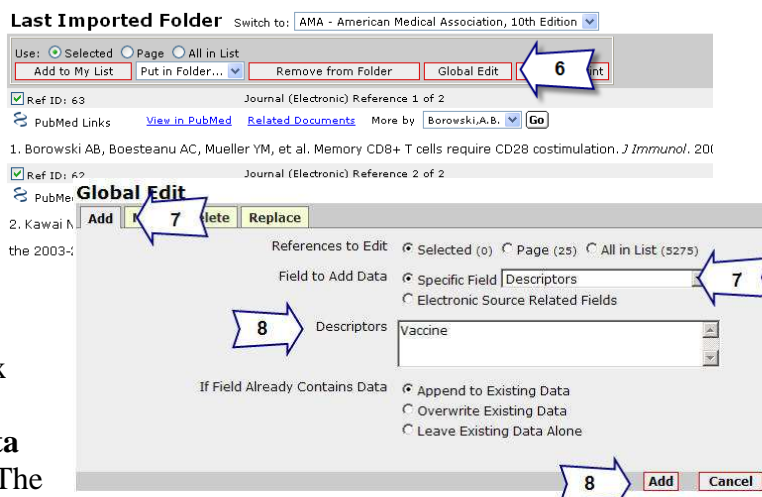 Last Imported Folder Switch to: AMA - American Medical Association, 10th Edition
Use: Selected Page All in List
Add to My List Put in Folder... Remove from Folder Global Edit 6 nt
Ref ID: 63 Journal (Electronic) Reference 1 of 2
PubMed Links View in PubMed Related Documents More by Borowski,A.B. Go
1. Borowski AB, Boesteanu AC, Mueller YM, et al. Memory CD8+ T cells require CD28 costimulation. J Immunol. 200
Ref ID: 62 Journal (Electronic) Reference 2 of 2
PubMe
Global Edit
2. Kawai N
Add 7 lete Replace
the 2003-2
References to Edit Selected (0) Page (25) All in List (5275)
Field to Add Data Specific Field Descriptors 7
Electronic Source Related Fields
8 Descriptors Vaccine
If Field Already Contains Data Append to Existing Data
Overwrite Existing Data
Leave Existing Data Alone
k
ta
The
8 Add Cancel